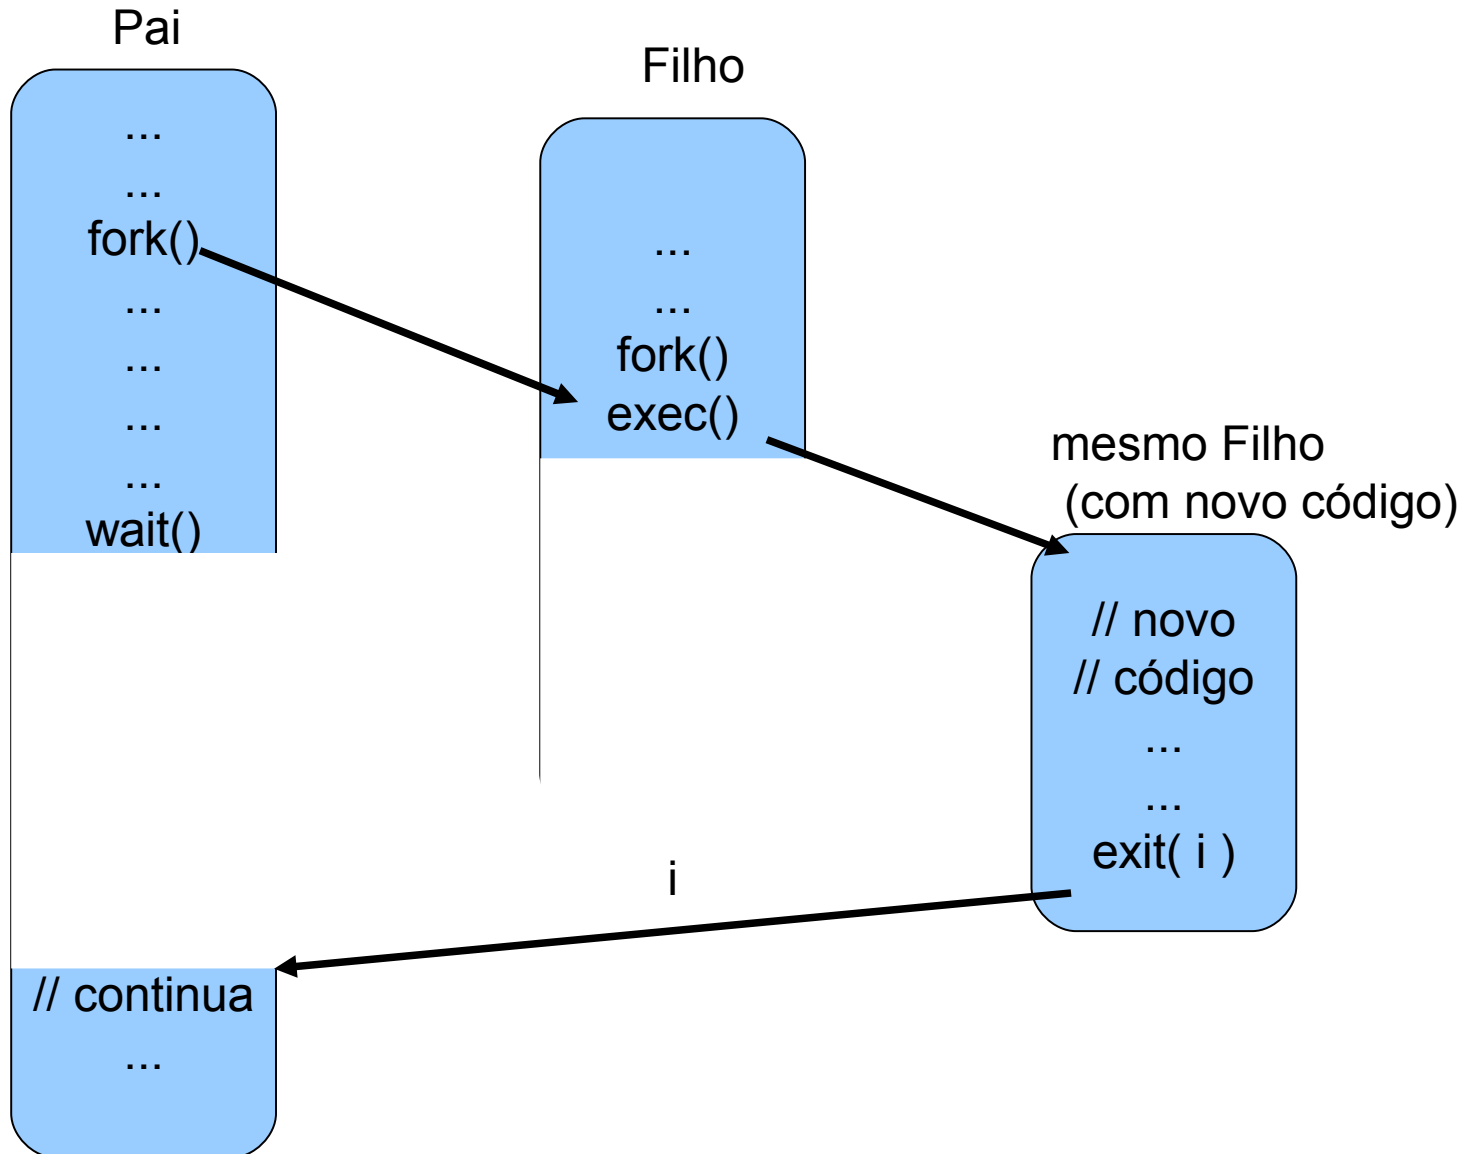 Pai
...
...
fork()
...
...
...
...
wait()
// continua
...
Filho
...
...
fork()
exec()
mesmo Filho
(com novo código)
// novo
// código
...
...
exit( i )
i